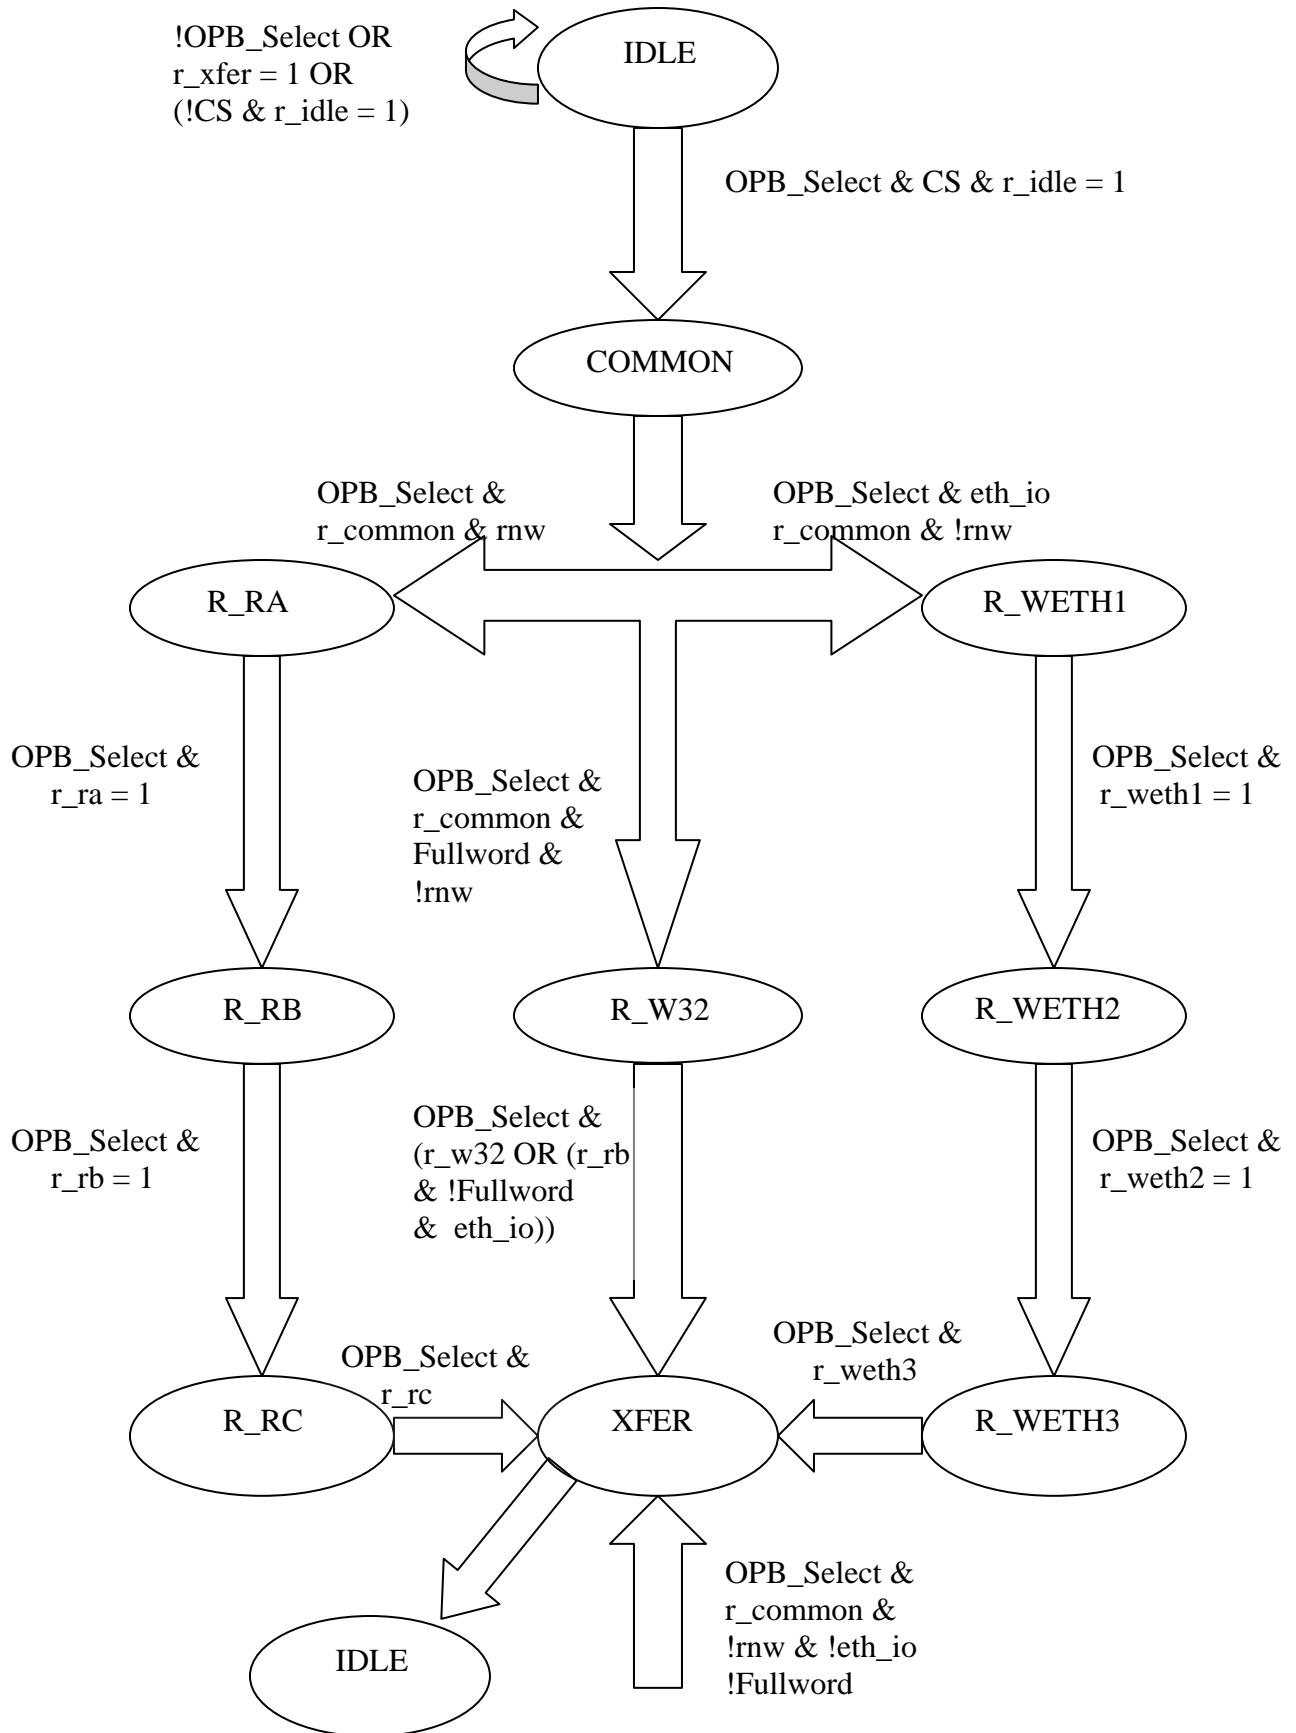 !OPB_Select OR
r_xfer = 1 OR
(!CS & r_idle = 1)
IDLE
OPB_Select & CS & r_idle = 1
COMMON
OPB_Select &
r_common & rnw
OPB_Select & eth_io
r_common & !rnw
R_RA
R_WETH1
OPB_Select &
r_ra = 1
OPB_Select &
r_common &
Fullword &
!rnw
OPB_Select &
r_weth1 = 1
R_RB
R_W32
R_WETH2
OPB_Select &
r_rb = 1
OPB_Select &
(r_w32 OR (r_rb
& !Fullword
& eth_io))
OPB_Select &
r_weth2 = 1
OPB_Select &
r_rc
OPB_Select &
r_weth3
R_RC
XFER
R_WETH3
OPB_Select &
r_common &
!rnw & !eth_io
!Fullword
IDLE